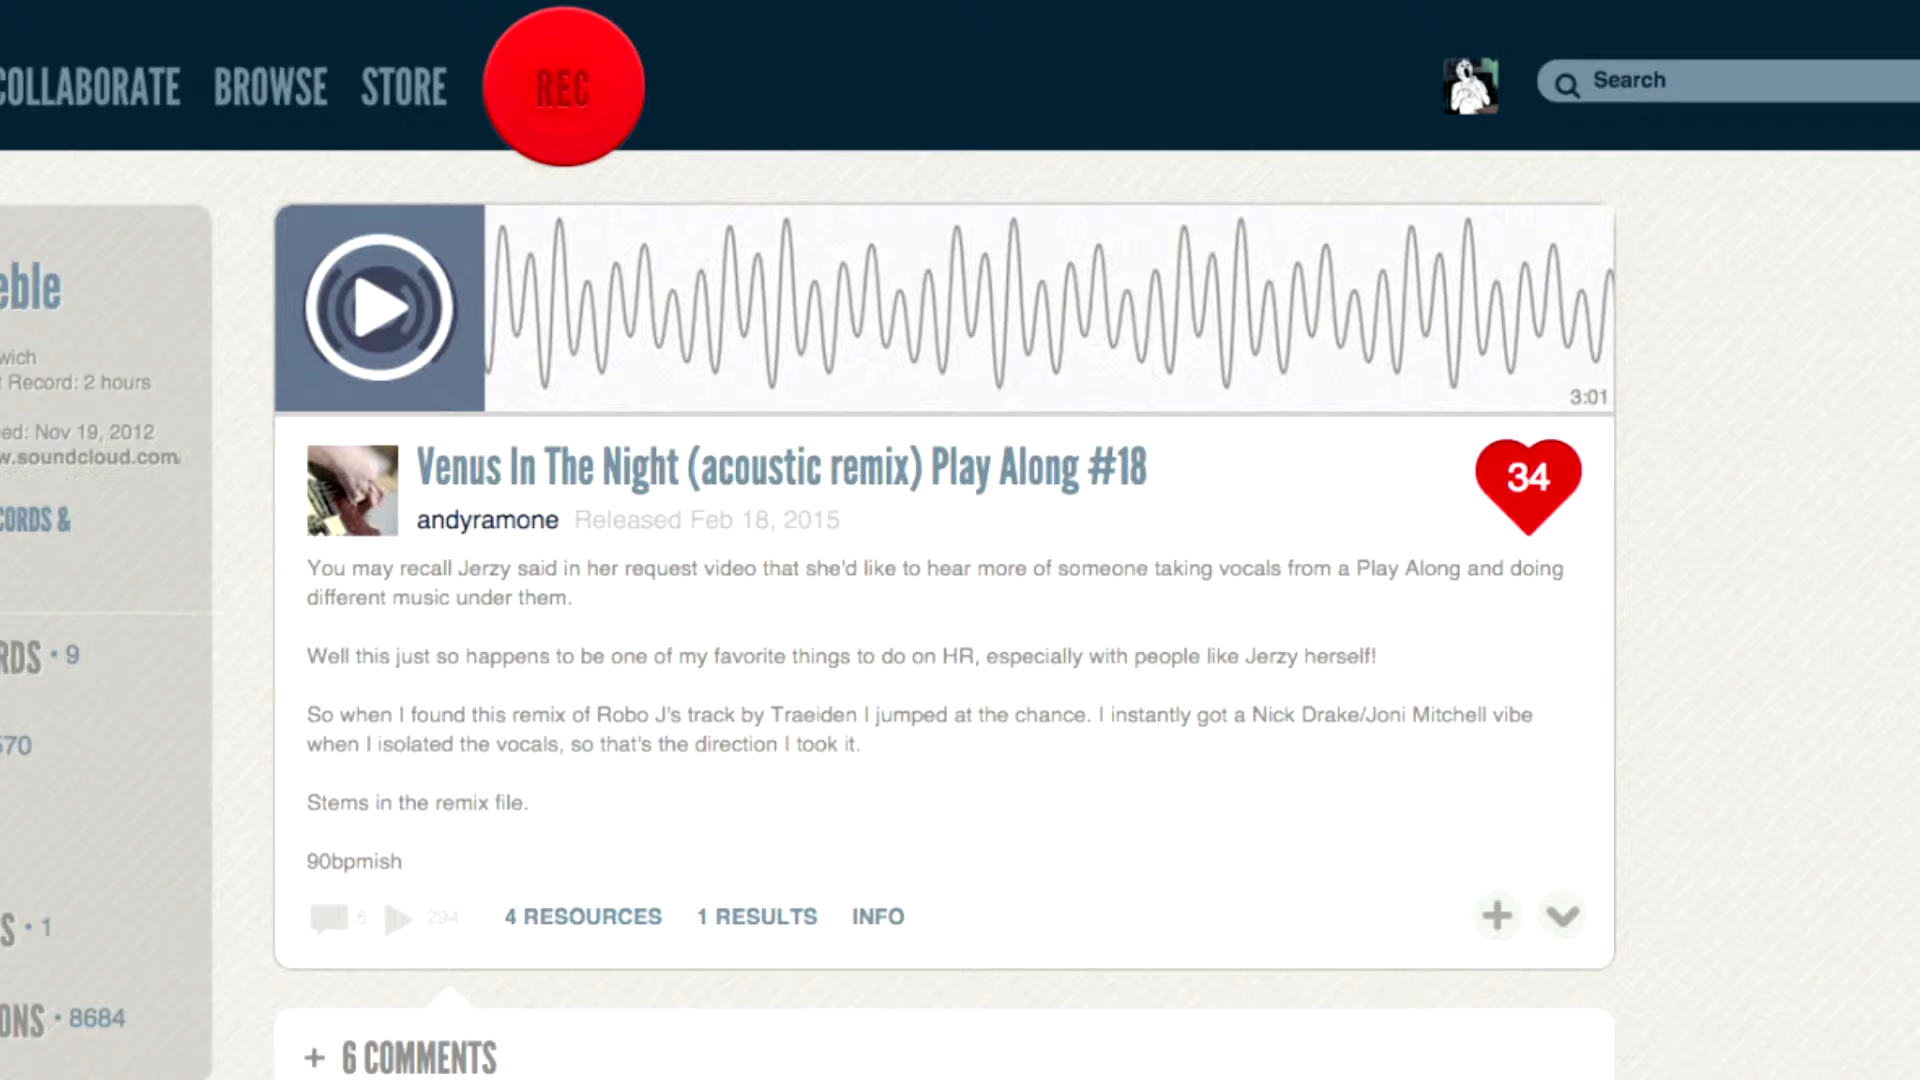 COLLABORATE BROWSE STORE REC Search
eble
wich
Record: 2 hours
ed: Nov 19, 2012
w.soundcloud.com
CORDS &
RDS • 9
570
S • 1
ONS • 8684
3:01
Venus In The Night (acoustic remix) Play Along #18
34
andyramone Released Feb 18, 2015
You may recall Jerzy said in her request video that she'd like to hear more of someone taking vocals from a Play Along and doing
different music under them.
Well this just so happens to be one of my favorite things to do on HR, especially with people like Jerzy herself!
So when I found this remix of Robo J's track by Traeiden I jumped at the chance. I instantly got a Nick Drake/Joni Mitchell vibe
when I isolated the vocals, so that's the direction I took it.
Stems in the remix file.
90bpmish
6 294 4 RESOURCES 1 RESULTS INFO
+ 6 COMMENTS